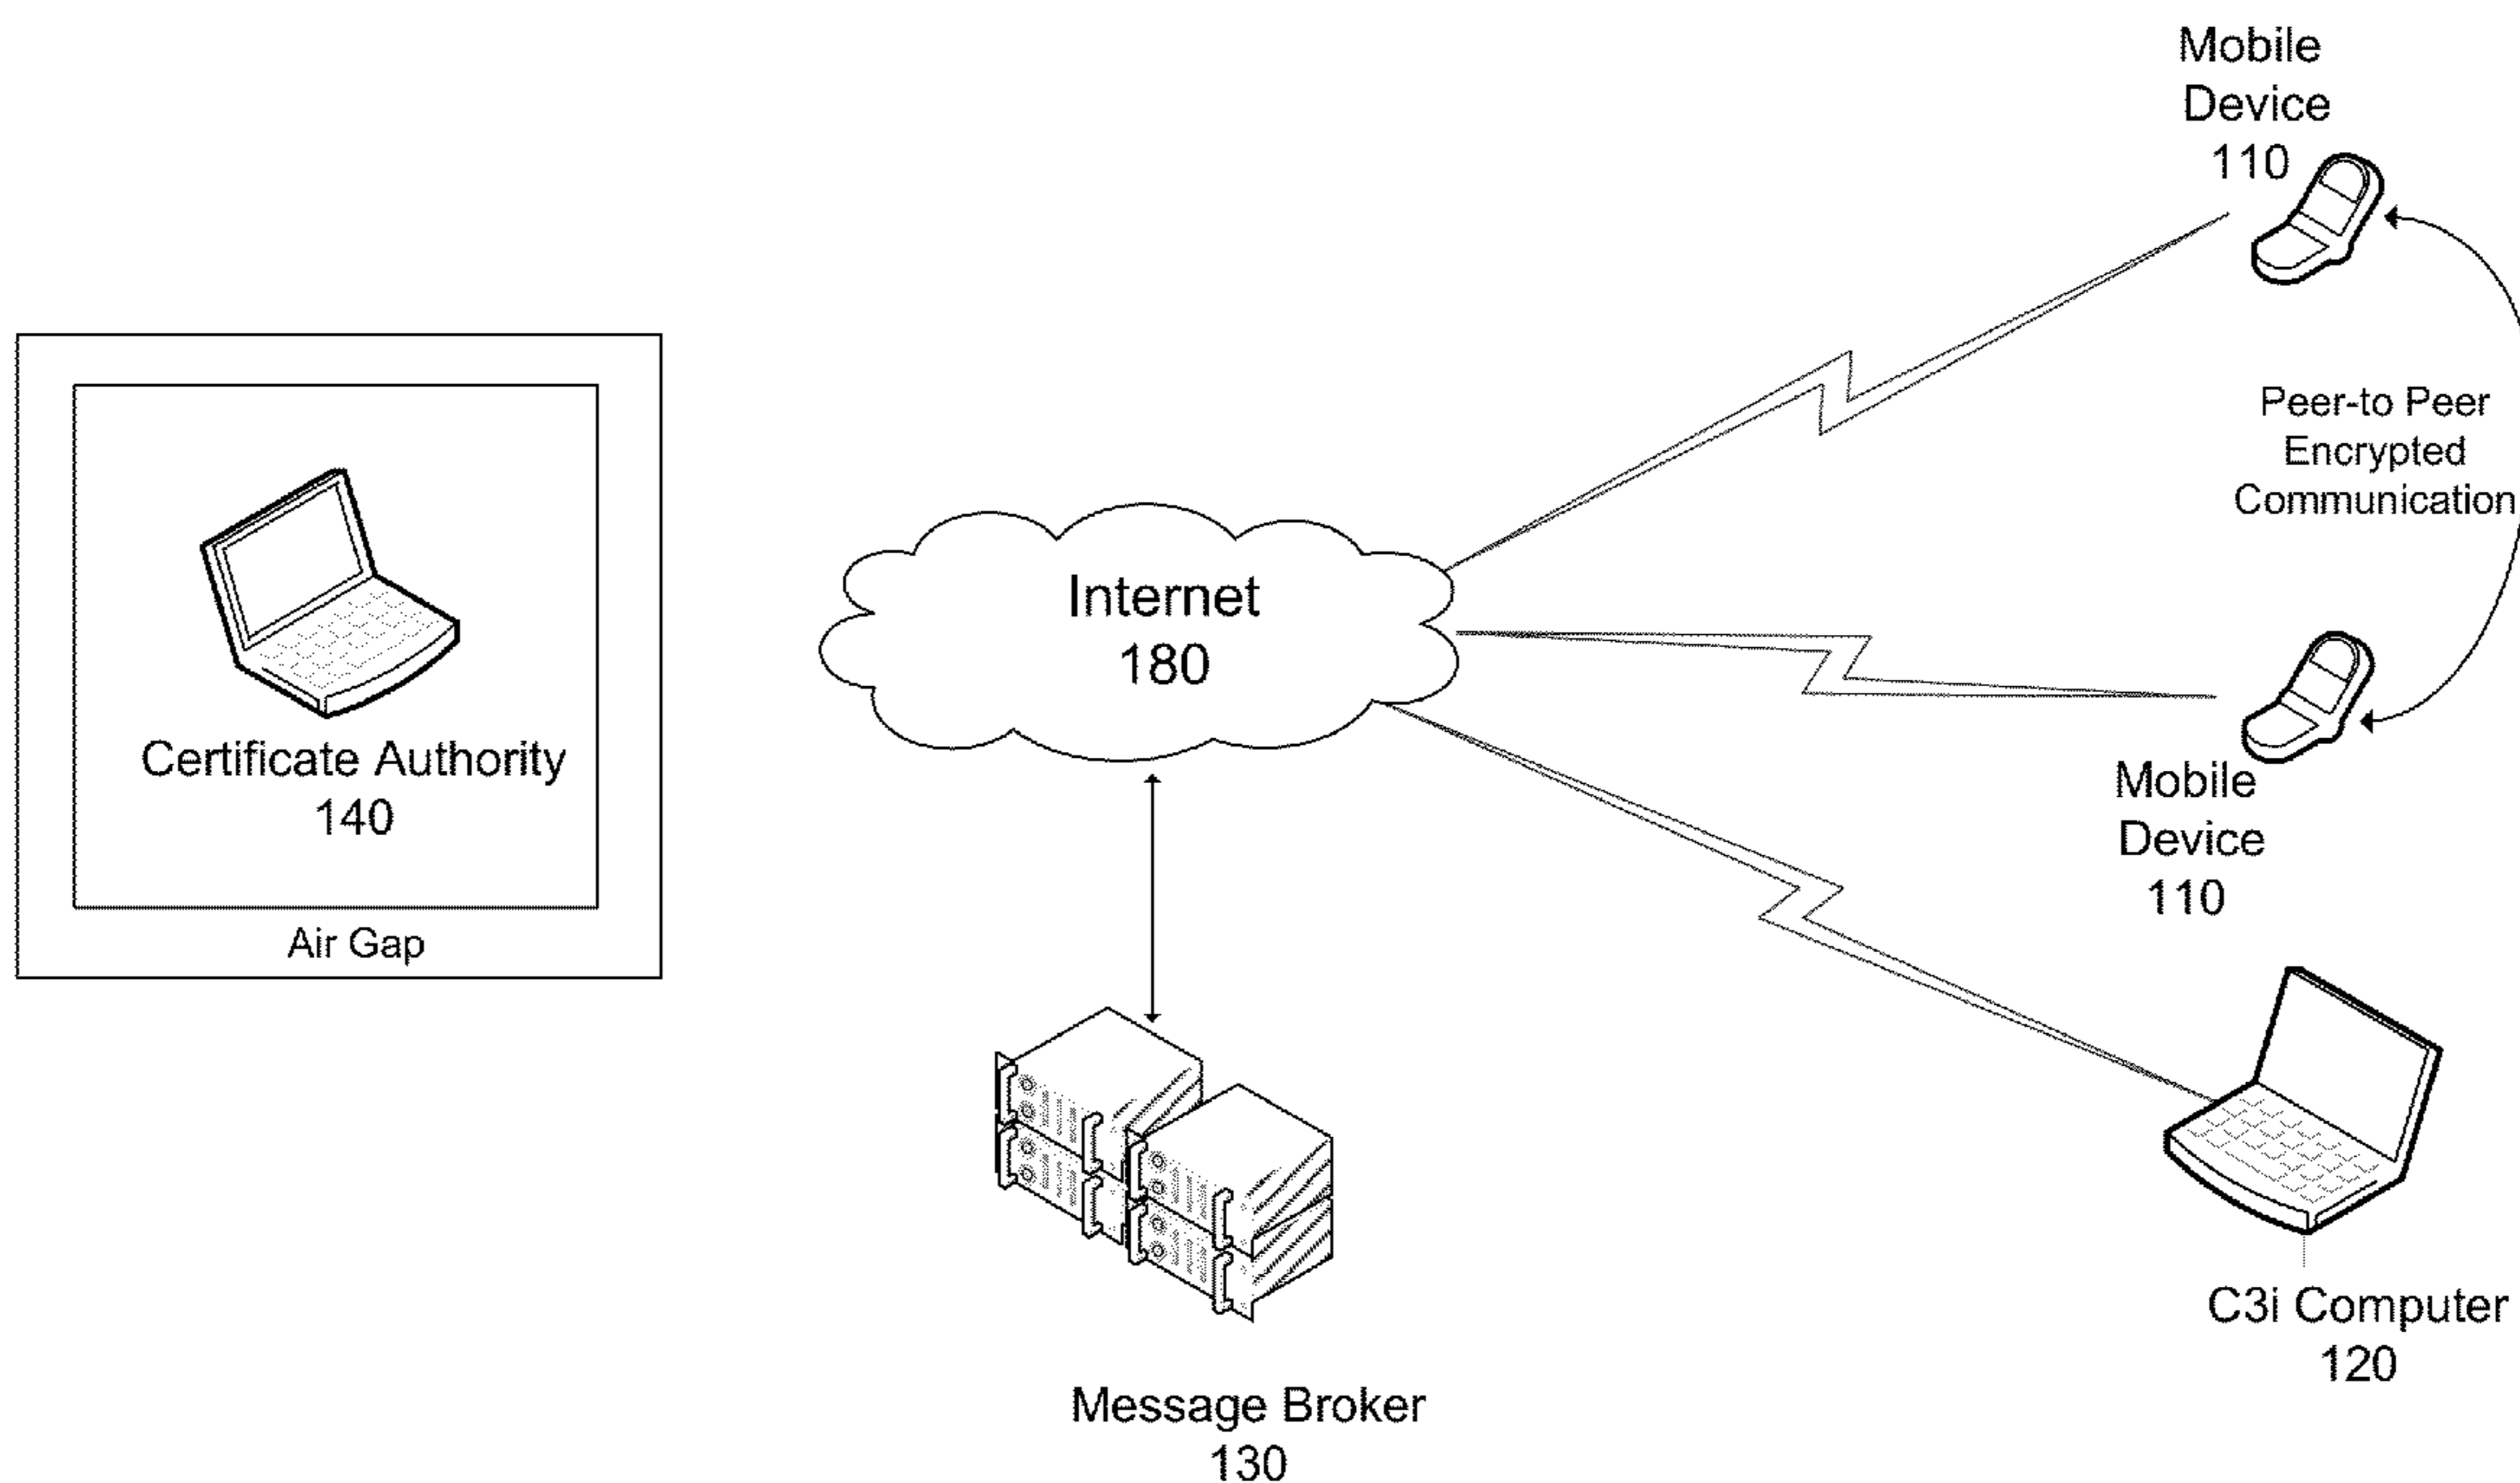 Mobile
Device
110
Peer-to Peer
Encrypted
Communication
Internet
180
Certificate Authority
140
Air Gap
Mobile
Device
110
C3i Computer
120
Message Broker
130